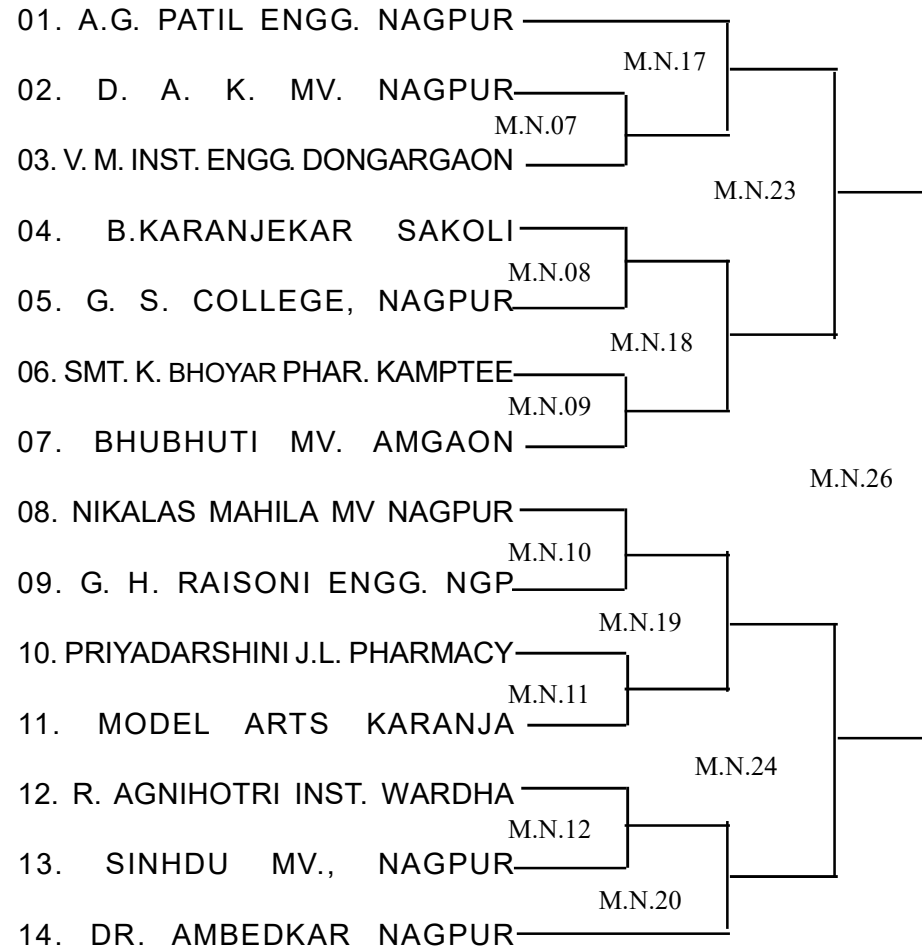 01. A.G. PATIL ENGG. NAGPUR
M.N.17
02. D. A. K. MV. NAGPUR
M.N.07
03. V. M. INST. ENGG. DONGARGAON
M.N.23
04. B.KARANJEKAR SAKOLI
M.N.08
05. G. S. COLLEGE, NAGPUR
M.N.18
06. SMT. K. BHOYAR PHAR. KAMPTEE
M.N.09
07. BHUBHUTI MV. AMGAON
M.N.26
08. NIKALAS MAHILA MV NAGPUR
M.N.10
09. G. H. RAISONI ENGG. NGP
M.N.19
10. PRIYADARSHINI J.L. PHARMACY
M.N.11
11. MODEL ARTS KARANJA
M.N.24
12. R. AGNIHOTRI INST. WARDHA
M.N.12
13. SINHDU MV., NAGPUR
M.N.20
14. DR. AMBEDKAR NAGPUR